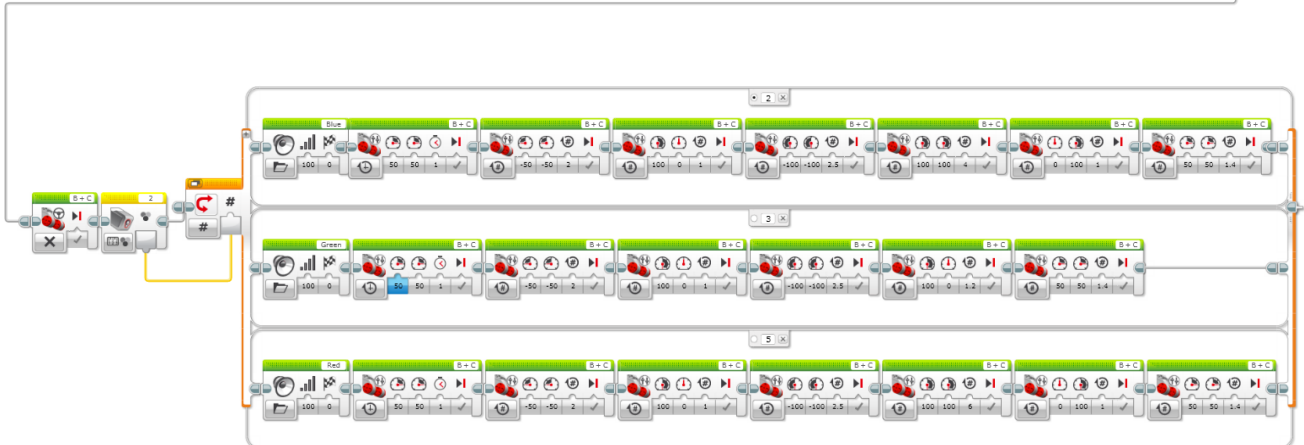 2
Blue B + C B + C B + C B + C B + C B + C B + C
100 0 50 50 1 -50 -50 2 100 0 1 -100 -100 2.5 100 100 4 0 100 1 50 50 1.4
B + C 2
#
#
3
Green B + C B + C B + C B + C B + C B + C
100 0 50 50 1 -50 -50 2 100 0 1 -100 -100 2.5 100 0 1.2 50 50 1.4
5
Red B + C B + C B + C B + C B + C B + C B + C
100 0 50 50 1 -50 -50 2 100 0 1 -100 -100 2.5 100 100 6 0 100 1 50 50 1.4